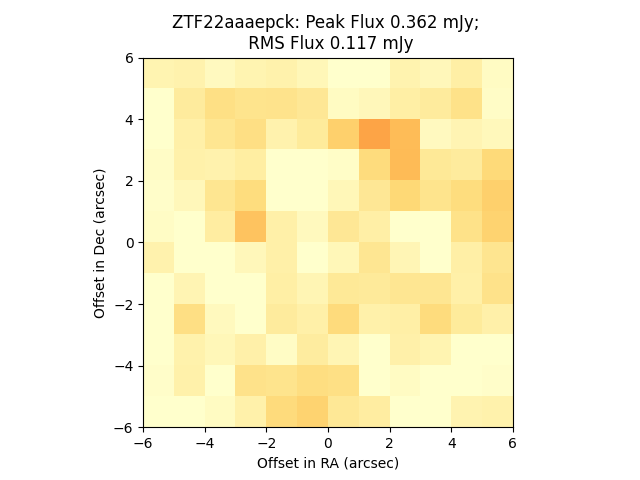 ZTF22aaaepck: Peak Flux 0.362 mJy;
RMS Flux 0.117 mJy
6
4
2
0
−2
−4
−6
Offset in Dec (arcsec)
−6 −4 −2 0 2 4 6
Offset in RA (arcsec)